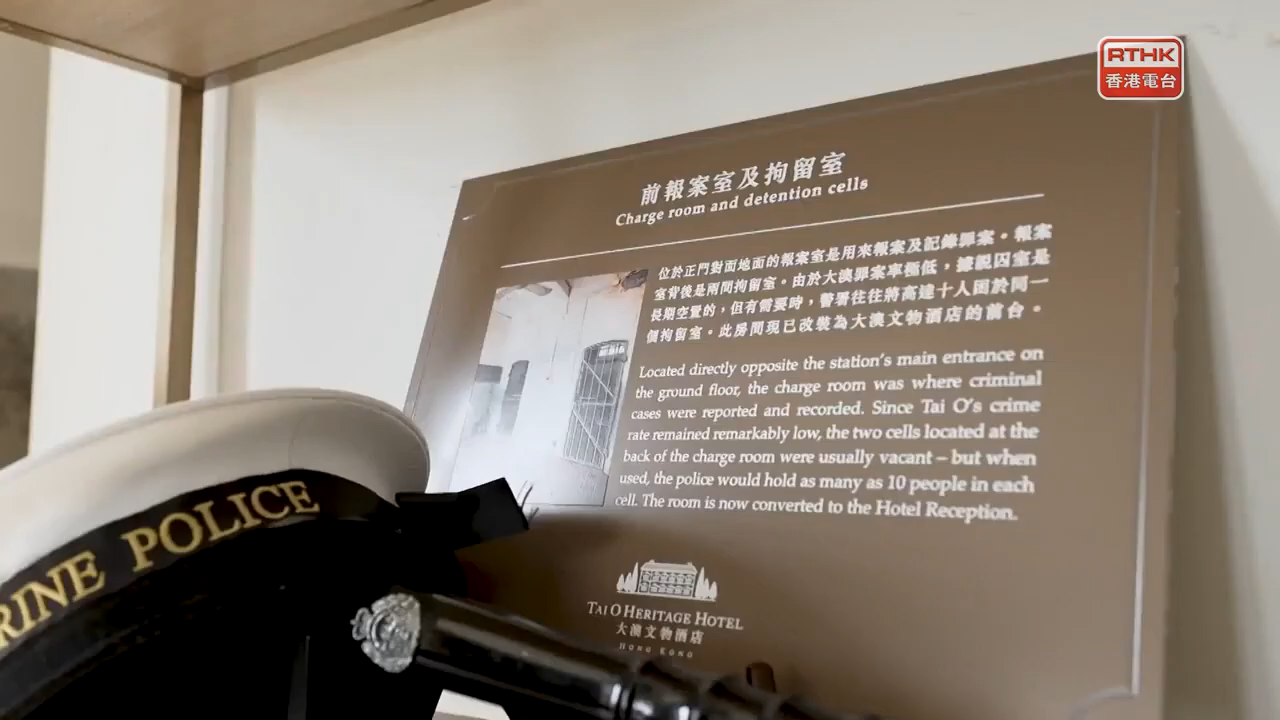 RTHK
香港電台
前報案室及拘留室
Charge room and detention cells
位於正門對面地面的報案室是用來報案及記錄罪案。報案
室背後是兩間拘留室。由於大澳罪案率極低，據説囚室是
長期空置的，但有需要時，警署往往將高達十人困於同一
個拘留室。此房間現已改裝為大澳文物酒店的前台。
Located directly opposite the station's main entrance on
the ground floor, the charge room was where criminal
cases were reported and recorded. Since Tai O's crime
rate remained remarkably low, the two cells located at the
back of the charge room were usually vacant – but when
used, the police would hold as many as 10 people in each
cell. The room is now converted to the Hotel Reception.
TAI O HERITAGE HOTEL
大澳文物酒店
HONG KONG
RINE POLICE